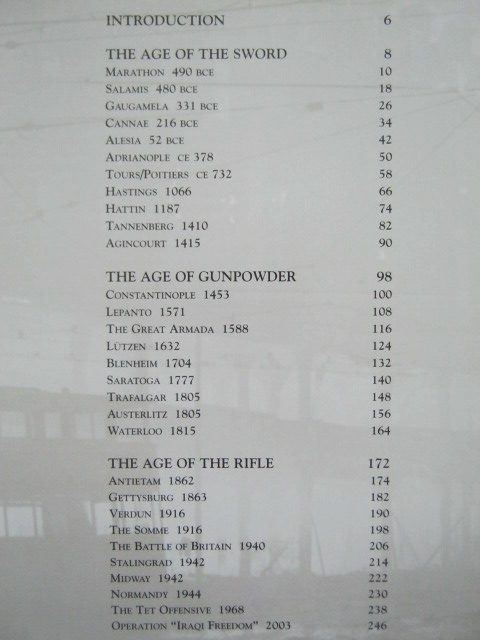 INTRODUCTION 6
THE AGE OF THE SWORD 8
MARATHON 490 BCE 10
SALAMIS 480 BCE 18
GAUGAMELA 331 BCE 26
CANNAE 216 BCE 34
ALESIA 52 BCE 42
ADRIANOPLE CE 378 50
TOURS/POITIERS CE 732 58
HASTINGS 1066 66
HATTIN 1187 74
TANNENBERG 1410 82
AGINCOURT 1415 90
THE AGE OF GUNPOWDER 98
CONSTANTINOPLE 1453 100
LEPANTO 1571 108
THE GREAT ARMADA 1588 116
LÜTZEN 1632 124
BLENHEIM 1704 132
SARATOGA 1777 140
TRAFALGAR 1805 148
AUSTERLITZ 1805 156
WATERLOO 1815 164
THE AGE OF THE RIFLE 172
ANTIETAM 1862 174
GETTYSBURG 1863 182
VERDUN 1916 190
THE SOMME 1916 198
THE BATTLE OF BRITAIN 1940 206
STALINGRAD 1942 214
MIDWAY 1942 222
NORMANDY 1944 230
THE TET OFFENSIVE 1968 238
OPERATION "IRAQI FREEDOM" 2003 246